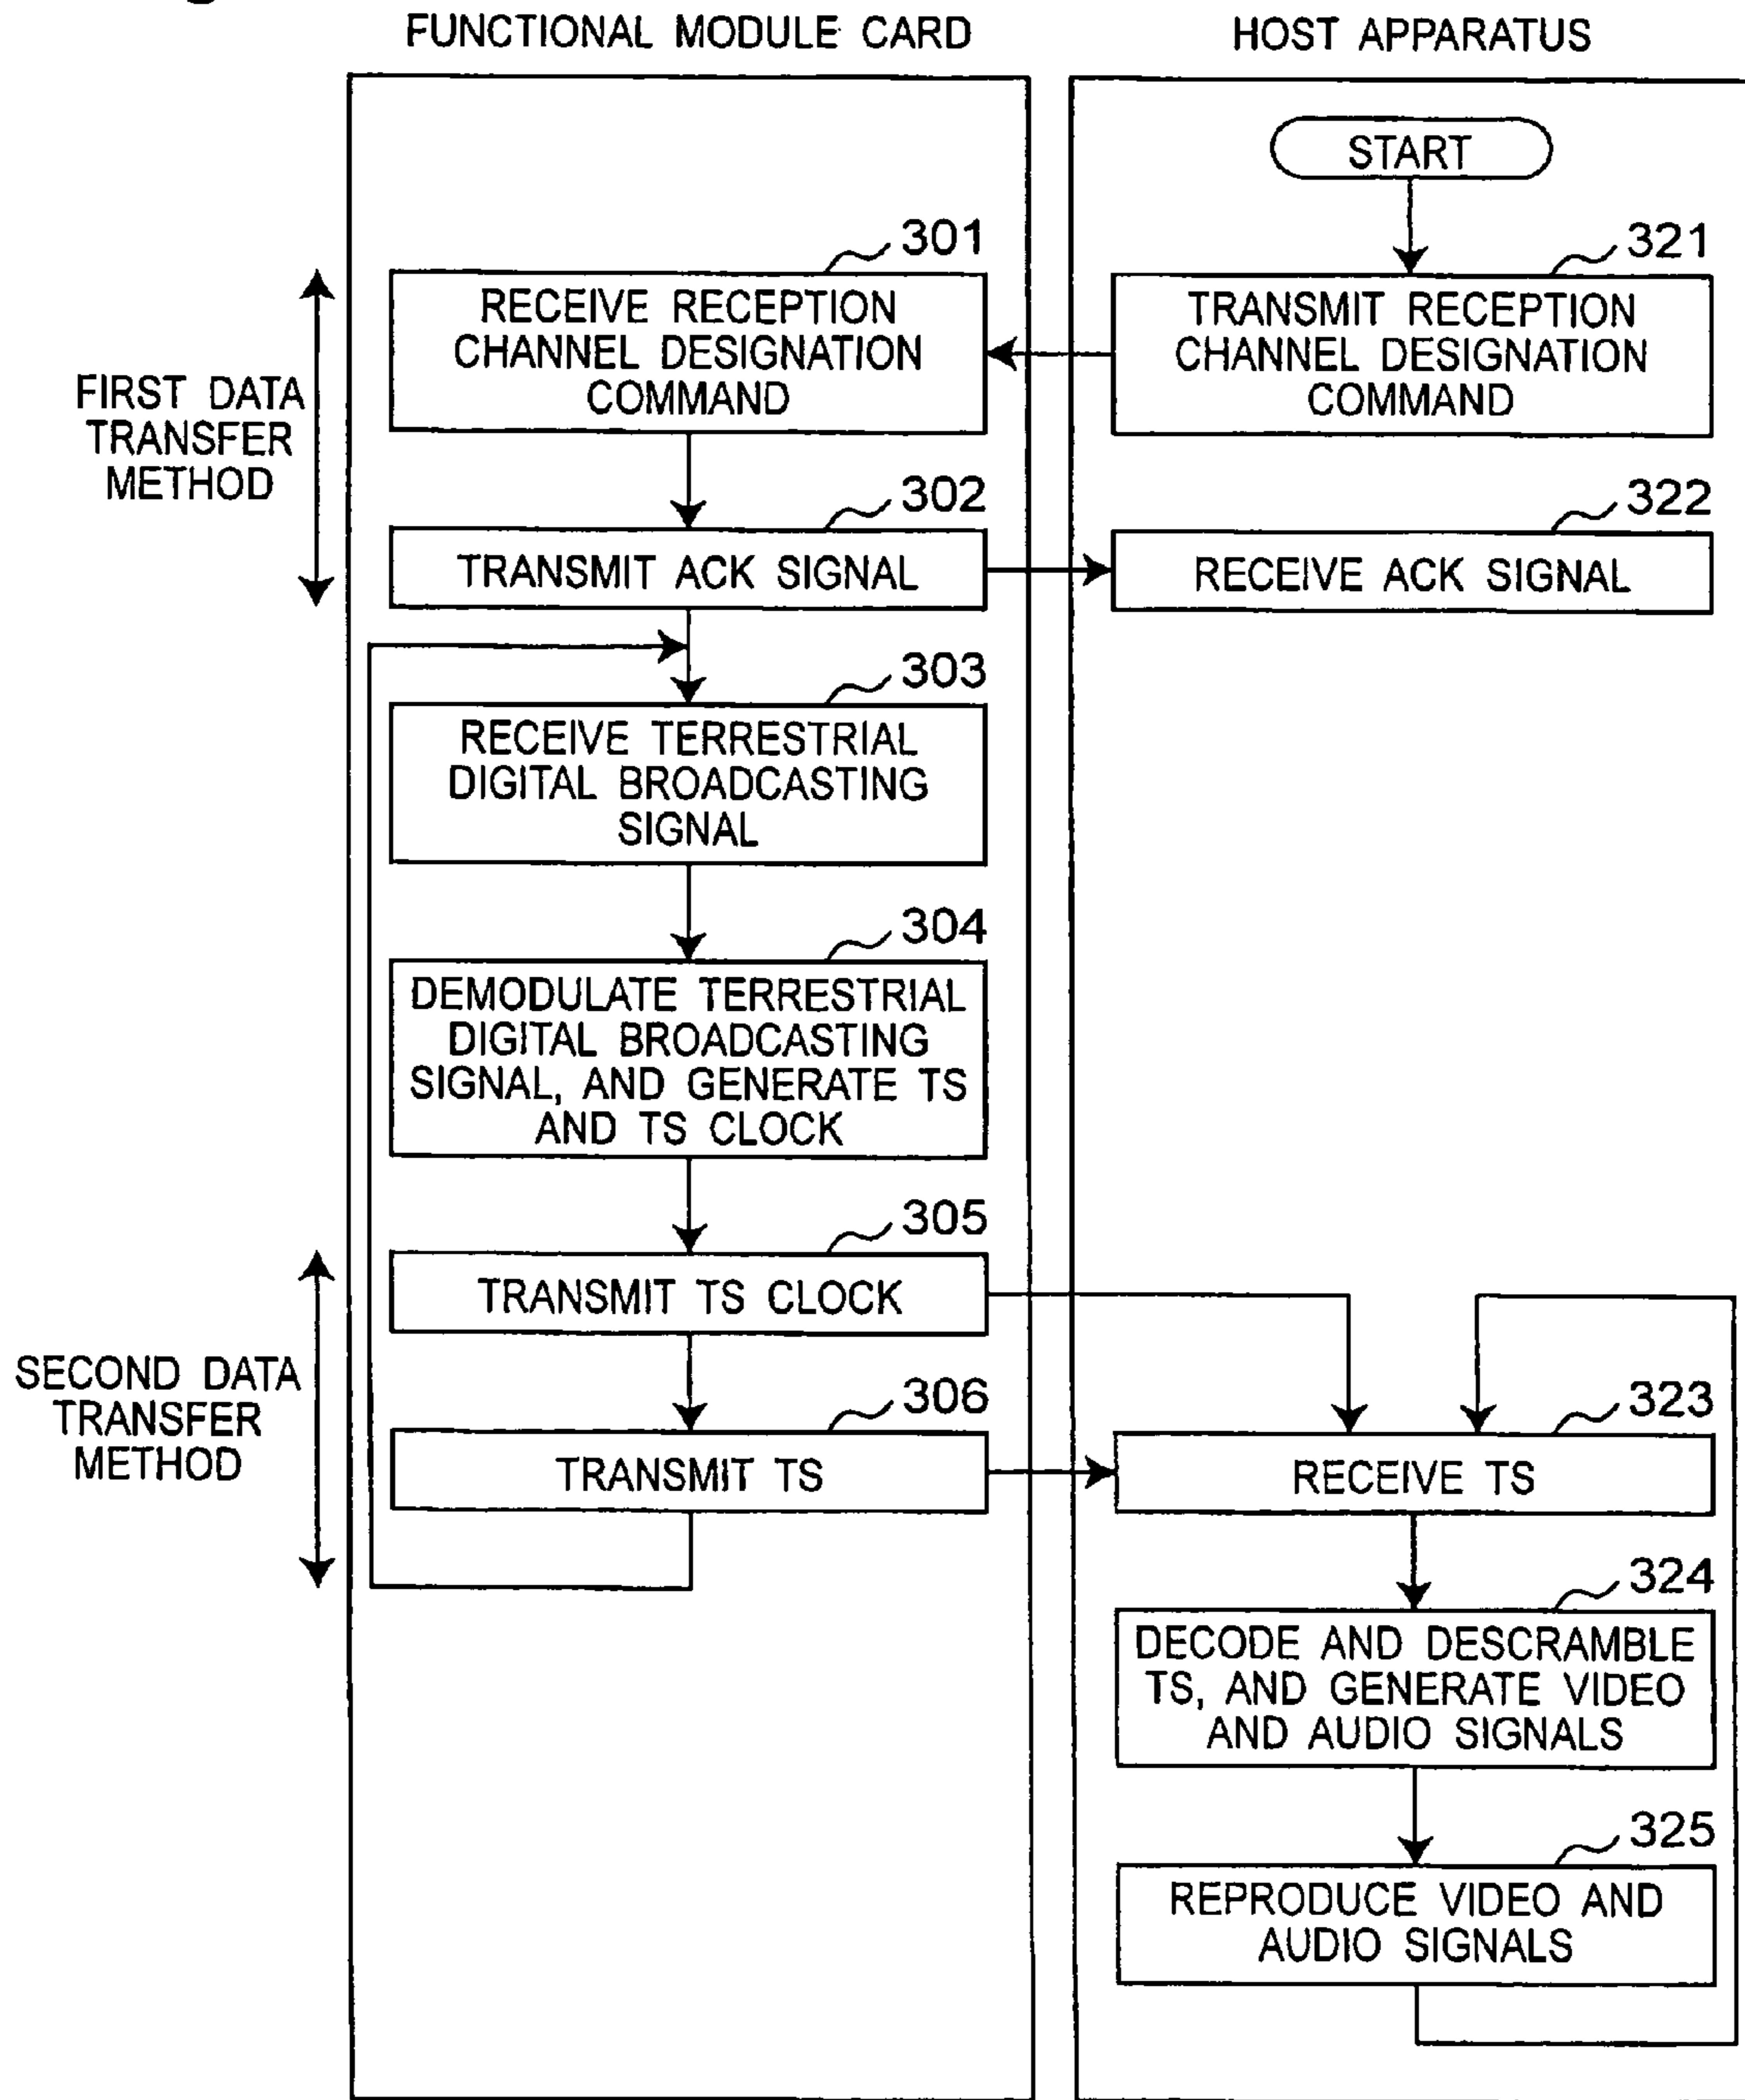 FUNCTIONAL MODULE CARD
HOST APPARATUS
START
301
321
RECEIVE RECEPTION
CHANNEL DESIGNATION
COMMAND
TRANSMIT RECEPTION
CHANNEL DESIGNATION
COMMAND
FIRST DATA
TRANSFER
METHOD
302
322
TRANSMIT ACK SIGNAL
RECEIVE ACK SIGNAL
303
RECEIVE TERRESTRIAL
DIGITAL BROADCASTING
SIGNAL
304
DEMODULATE TERRESTRIAL
DIGITAL BROADCASTING
SIGNAL, AND GENERATE TS
AND TS CLOCK
305
TRANSMIT TS CLOCK
SECOND DATA
TRANSFER
METHOD
306
323
TRANSMIT TS
RECEIVE TS
324
DECODE AND DESCRAMBLE
TS, AND GENERATE VIDEO
AND AUDIO SIGNALS
325
REPRODUCE VIDEO AND
AUDIO SIGNALS